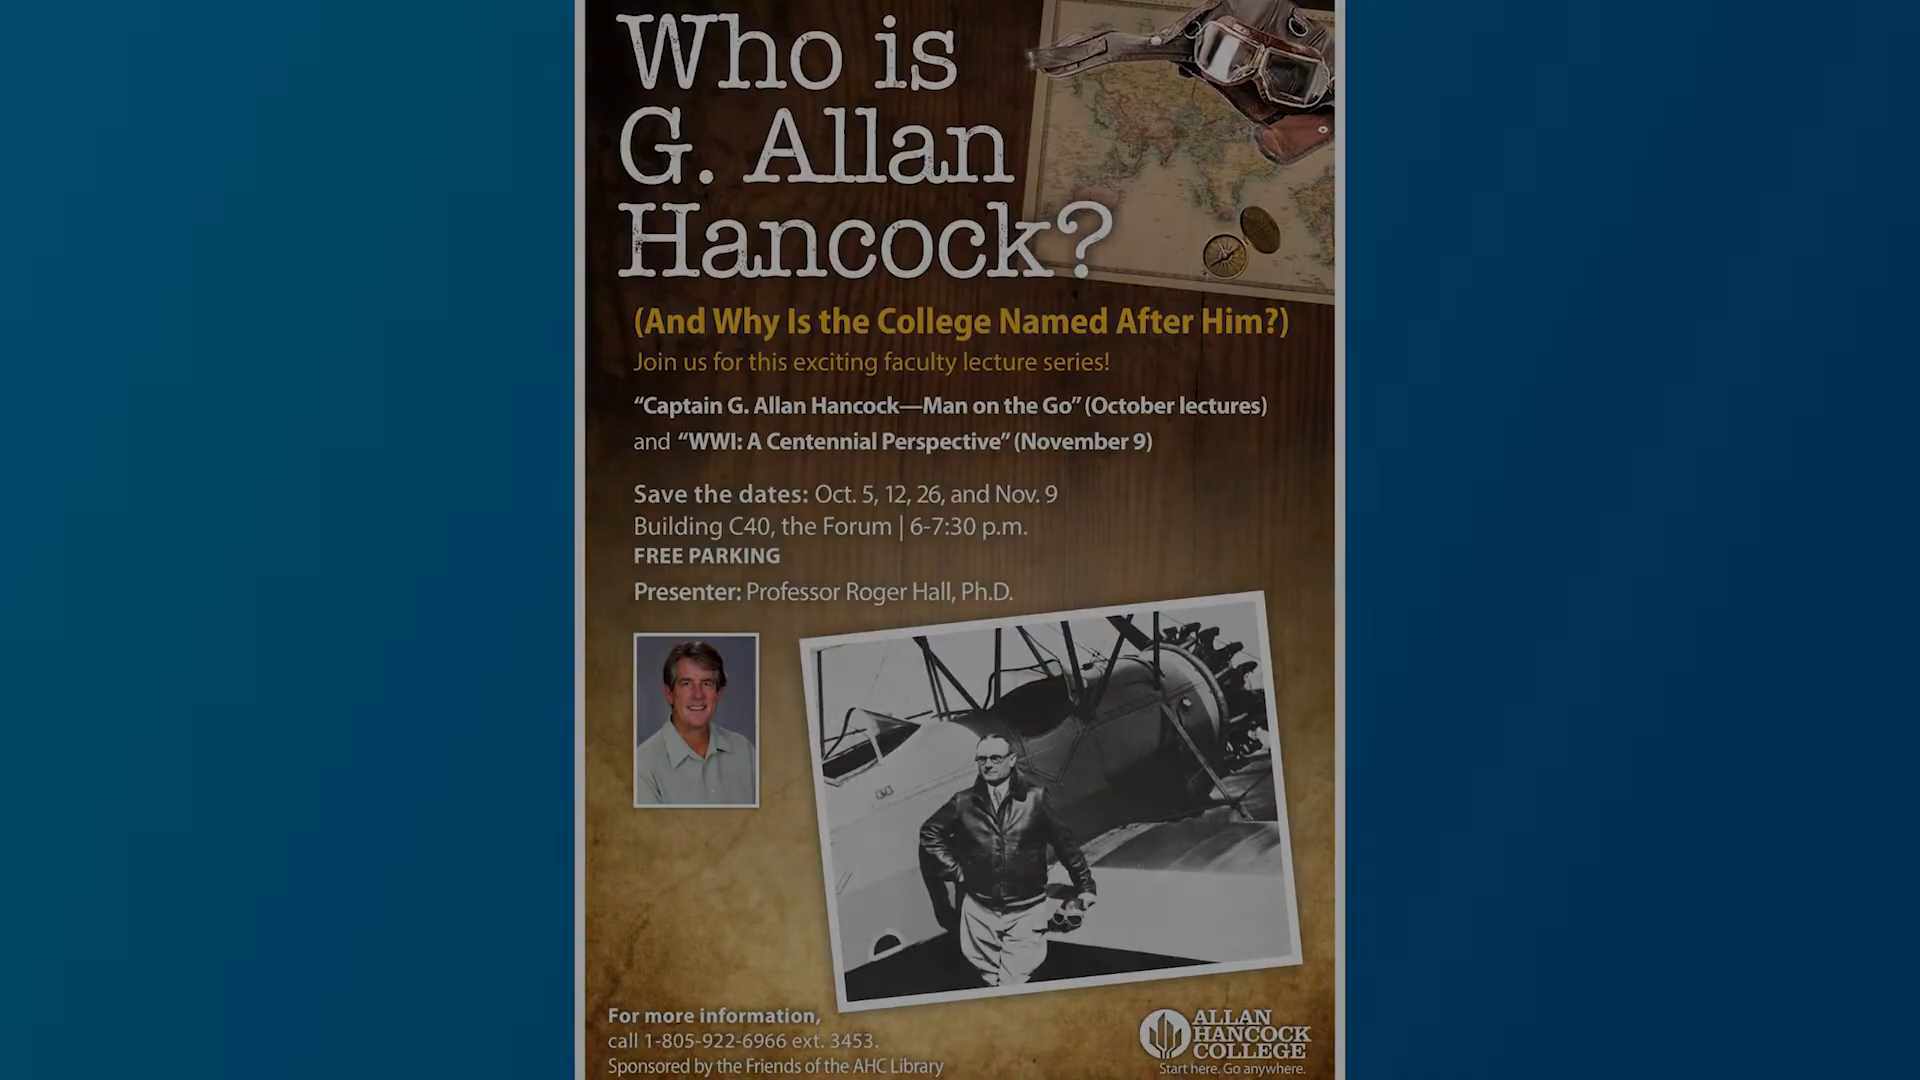 Who is
G. Allan
Hancock?
(And Why Is the College Named After Him?)
Join us for this exciting faculty lecture series!
“Captain G. Allan Hancock—Man on the Go” (October lectures)
and “WWI: A Centennial Perspective” (November 9)
Save the dates: Oct. 5, 12, 26, and Nov. 9
Building C40, the Forum | 6-7:30 p.m.
FREE PARKING
Presenter: Professor Roger Hall, Ph.D.
For more information,
call 1-805-922-6966 ext. 3453.
Sponsored by the Friends of the AHC Library
ALLAN
HANCOCK
COLLEGE
Start here. Go anywhere.